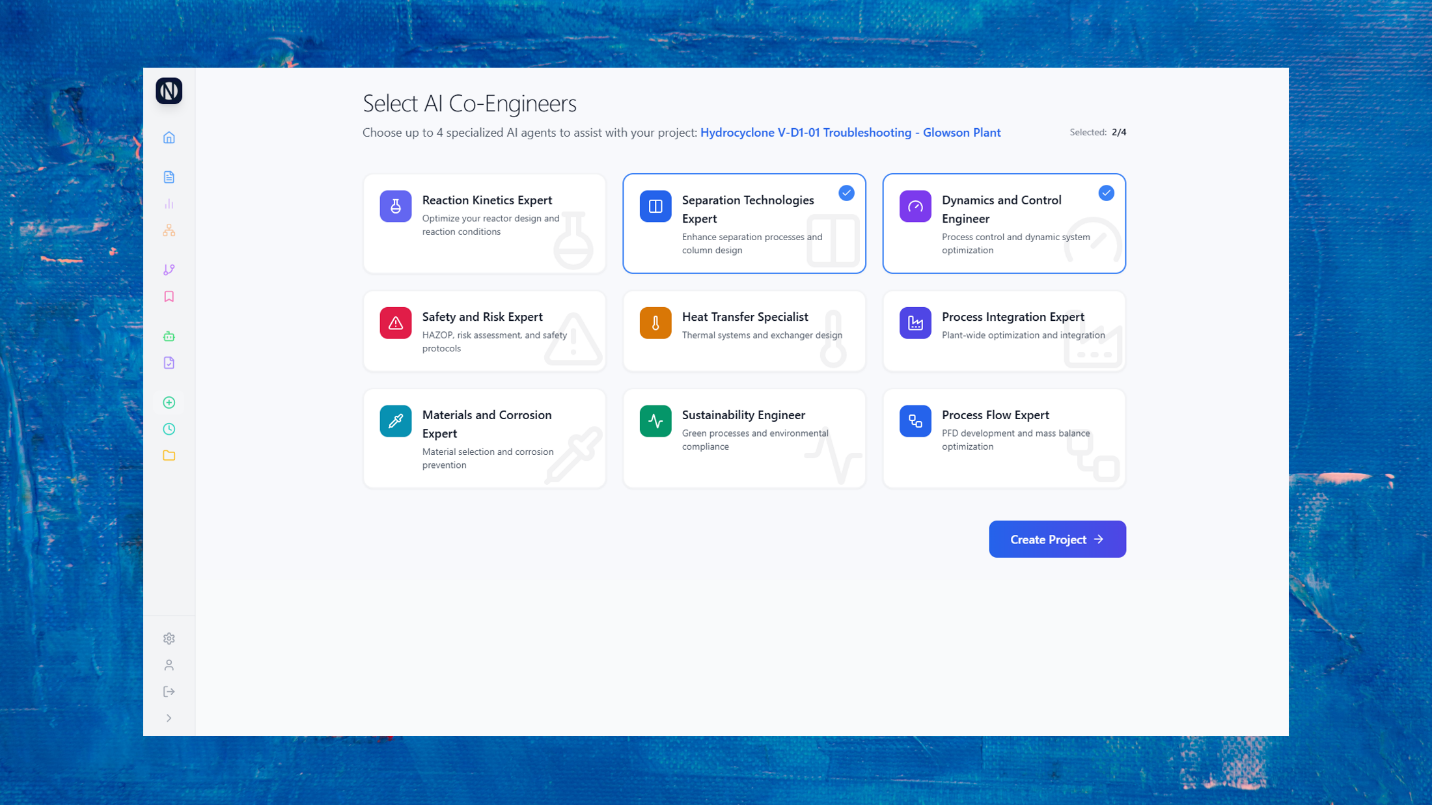 N
Select AI Co-Engineers
Choose up to 4 specialized AI agents to assist with your project: Hydrocyclone V-D1-01 Troubleshooting - Glowson Plant
Selected: 2/4
Reaction Kinetics Expert
Optimize your reactor design and
reaction conditions
Separation Technologies
Expert
Enhance separation processes and
column design
Dynamics and Control
Engineer
Process control and dynamic system
optimization
Safety and Risk Expert
HAZOP, risk assessment, and safety
protocols
Heat Transfer Specialist
Thermal systems and exchanger design
Process Integration Expert
Plant-wide optimization and integration
Materials and Corrosion
Expert
Material selection and corrosion
prevention
Sustainability Engineer
Green processes and environmental
compliance
Process Flow Expert
PFD development and mass balance
optimization
Create Project